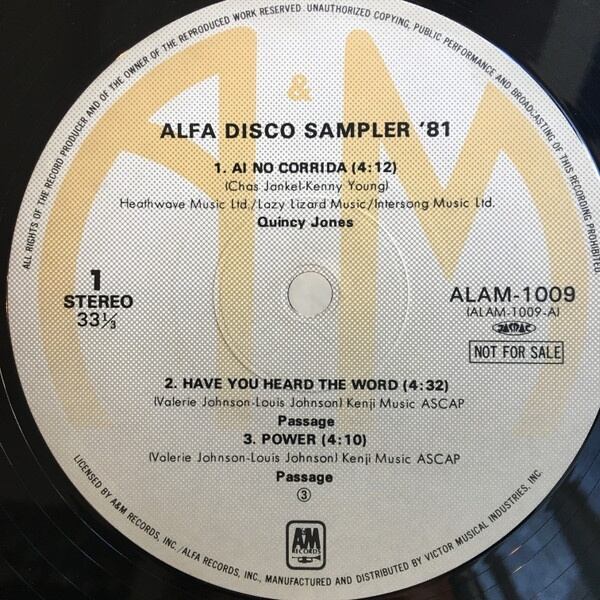 ALL RIGHTS OF THE RECORD PRODUCER AND OF THE OWNER OF THE REPRODUCED WORK RESERVED. UNAUTHORIZED COPYING, PUBLIC PERFORMANCE AND BROADCASTING OF THIS RECORDING PROHIBITED
A&M
ALFA DISCO SAMPLER '81
1. AI NO CORRIDA (4:12)
(Chas Jankel-Kenny Young)
Heathwave Music Ltd./Lazy Lizard Music/Intersong Music Ltd.
Quincy Jones
1
STEREO
33⅓
ALAM-1009
(ALAM-1009-A)
JASRAC
NOT FOR SALE
2. HAVE YOU HEARD THE WORD (4:32)
(Valerie Johnson-Louis Johnson) Kenji Music ASCAP
Passage
3. POWER (4:10)
(Valerie Johnson-Louis Johnson) Kenji Music ASCAP
Passage
③
A&M
RECORDS
LICENSED BY A&M RECORDS, INC./ALFA RECORDS, INC., MANUFACTURED AND DISTRIBUTED BY VICTOR MUSICAL INDUSTRIES, INC.